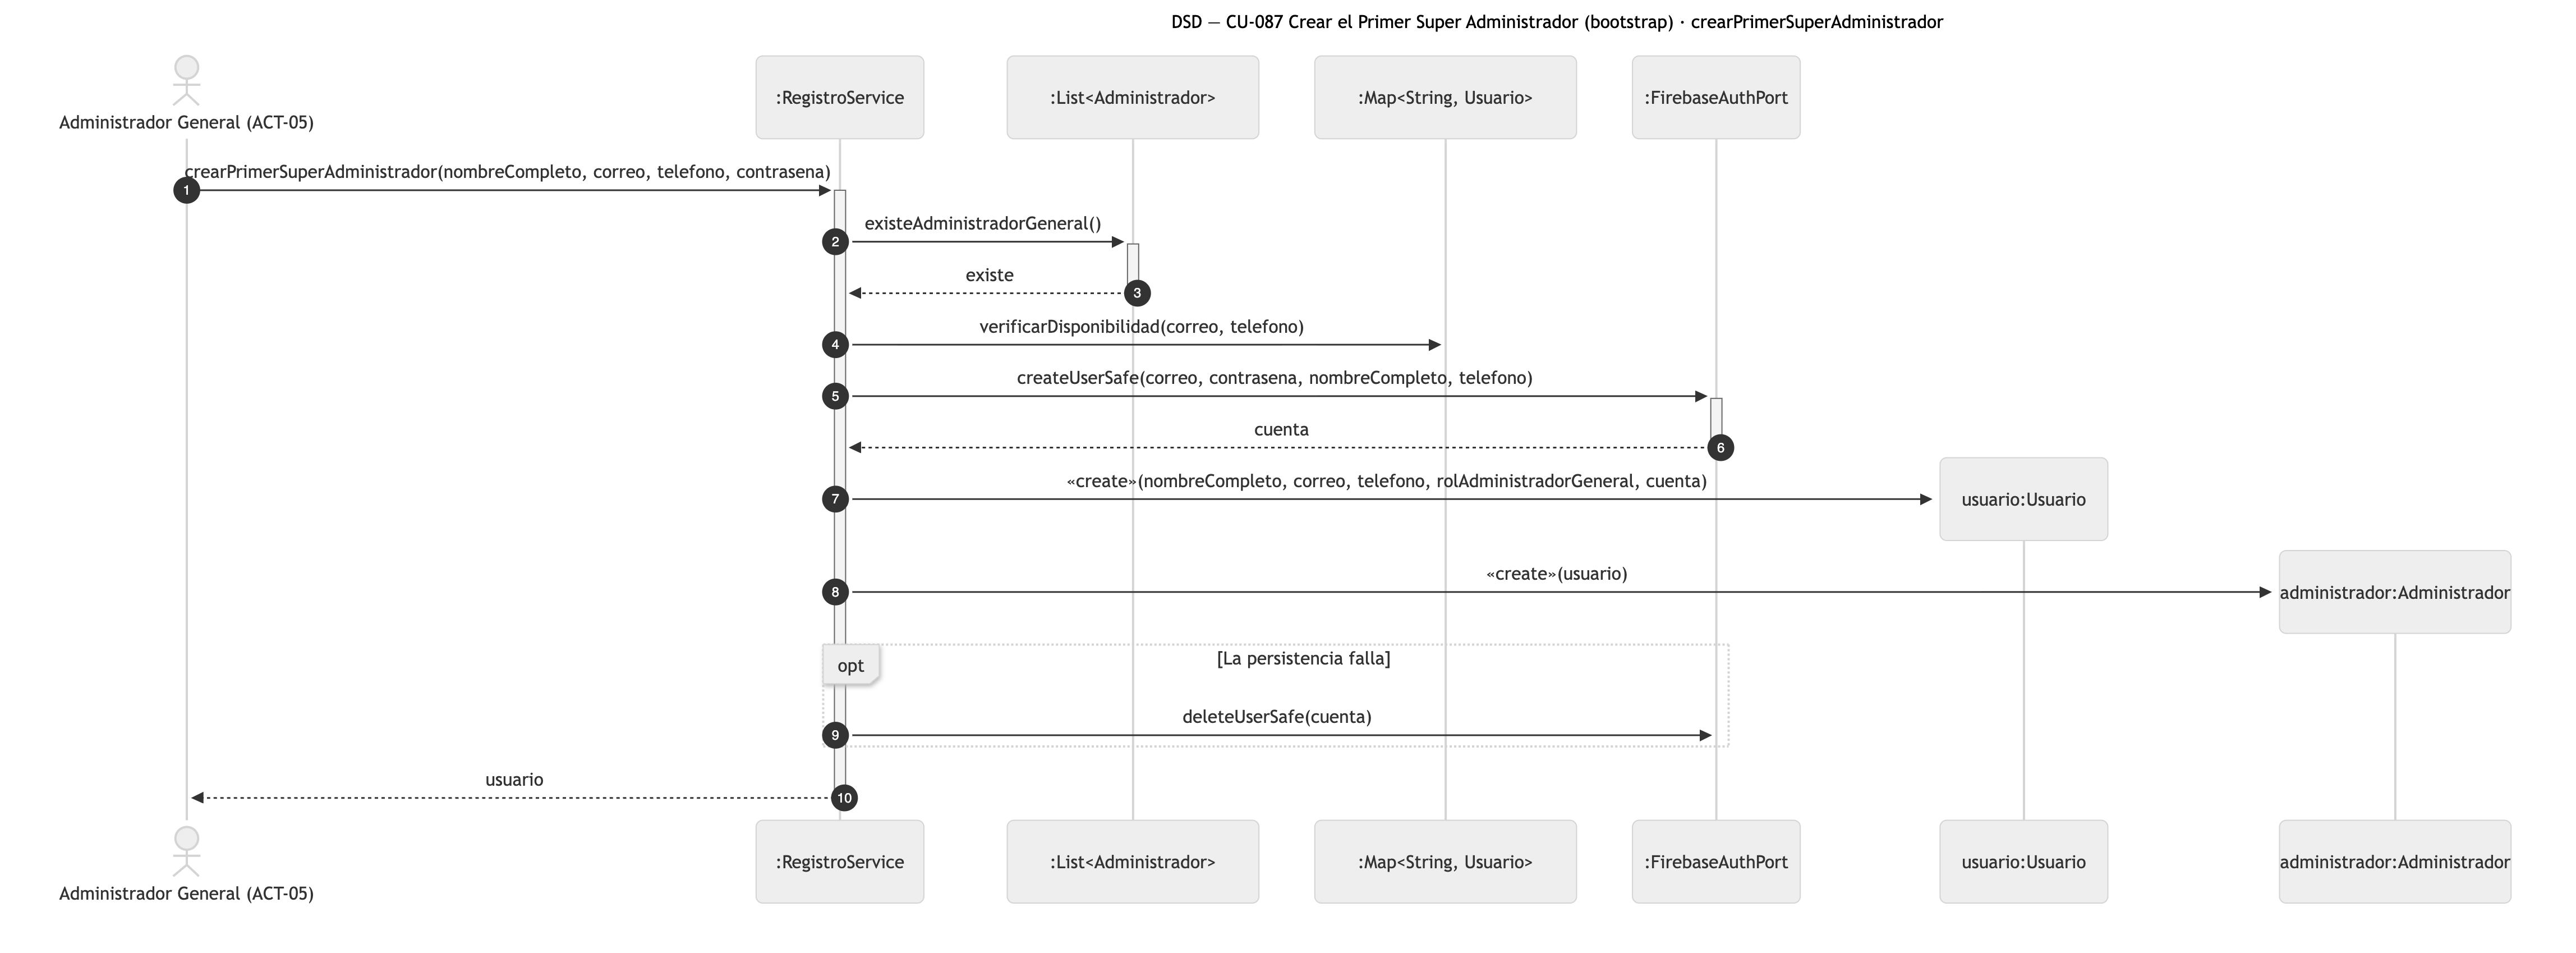 DSD — CU-087 Crear el Primer Super Administrador (bootstrap) · crearPrimerSuperAdministrador
Administrador General (ACT-05)
:RegistroService
:List<Administrador>
:Map<String, Usuario>
:FirebaseAuthPort
crearPrimerSuperAdministrador(nombreCompleto, correo, telefono, contrasena)
1
existeAdministradorGeneral()
2
existe
3
verificarDisponibilidad(correo, telefono)
4
createUserSafe(correo, contrasena, nombreCompleto, telefono)
5
cuenta
6
«create»(nombreCompleto, correo, telefono, rolAdministradorGeneral, cuenta)
7
usuario:Usuario
«create»(usuario)
8
administrador:Administrador
opt
[La persistencia falla]
deleteUserSafe(cuenta)
9
usuario
10
Administrador General (ACT-05)
:RegistroService
:List<Administrador>
:Map<String, Usuario>
:FirebaseAuthPort
usuario:Usuario
administrador:Administrador